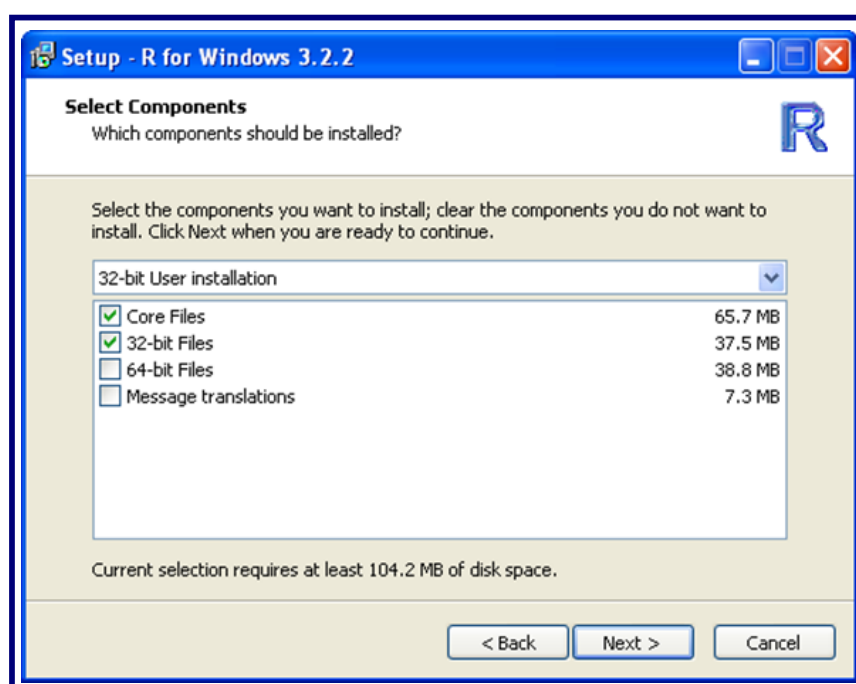 Setup - R for Windows 3.2.2
Select Components
Which components should be installed?
R
Select the components you want to install; clear the components you do not want to
install. Click Next when you are ready to continue.
32-bit User installation
Core Files 65.7 MB
32-bit Files 37.5 MB
64-bit Files 38.8 MB
Message translations 7.3 MB
Current selection requires at least 104.2 MB of disk space.
< Back Next > Cancel